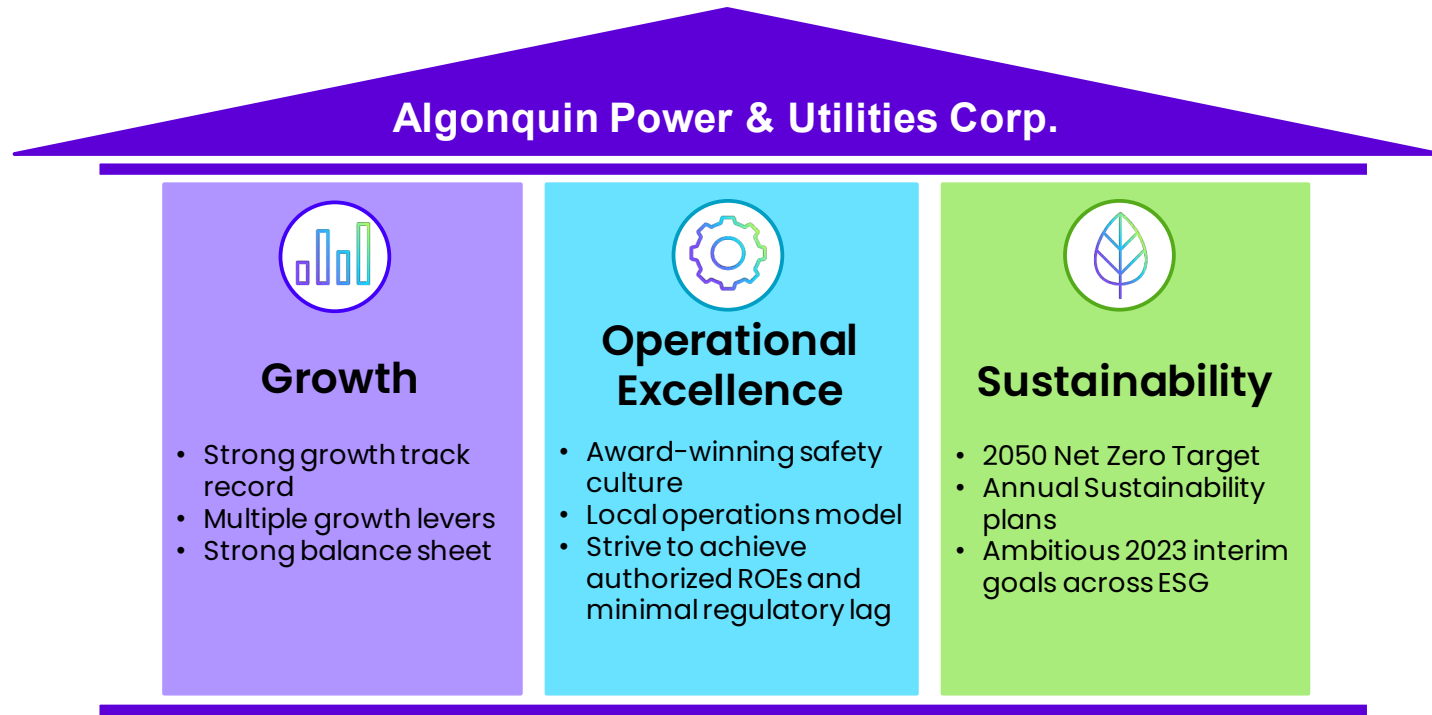 Algonquin Power & Utilities Corp.
Growth
• Strong growth track
record
• Multiple growth levers
• Strong balance sheet
Operational
Excellence
• Award-winning safety
culture
• Local operations model
• Strive to achieve
authorized ROEs and
minimal regulatory lag
Sustainability
• 2050 Net Zero Target
• Annual Sustainability
plans
• Ambitious 2023 interim
goals across ESG